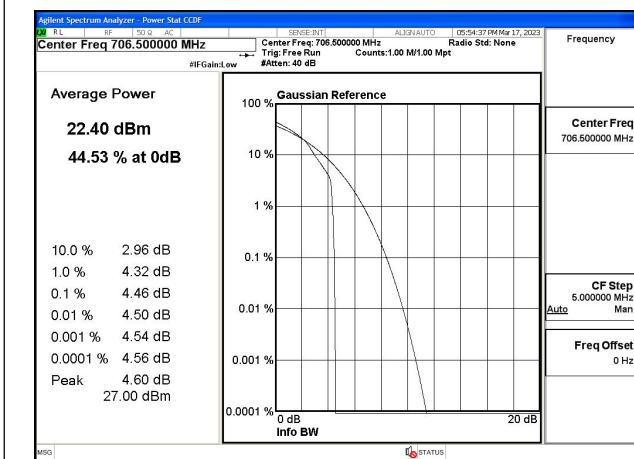 Agilent Spectrum Analyzer - Power Stat CCDF
LXI RL RF 50 Ω AC SENSE:INT ALIGN AUTO 05:54:37 PM Mar 17, 2023
Center Freq 706.500000 MHz
Center Freq: 706.500000 MHz Radio Std: None
Trig: Free Run Counts:1.00 M/1.00 Mpt
#IFGain:Low #Atten: 40 dB
Frequency
Average Power
22.40 dBm
44.53 % at 0dB
10.0 % 2.96 dB
1.0 % 4.32 dB
0.1 % 4.46 dB
0.01 % 4.50 dB
0.001 % 4.54 dB
0.0001 % 4.56 dB
Peak 4.60 dB
27.00 dBm
Gaussian Reference
100 %
10 %
1 %
0.1 %
0.01 %
0.001 %
0.0001 %
0 dB 20 dB
Info BW
Center Freq
706.500000 MHz
CF Step
5.000000 MHz
Auto Man
Freq Offset
0 Hz
MSG STATUS